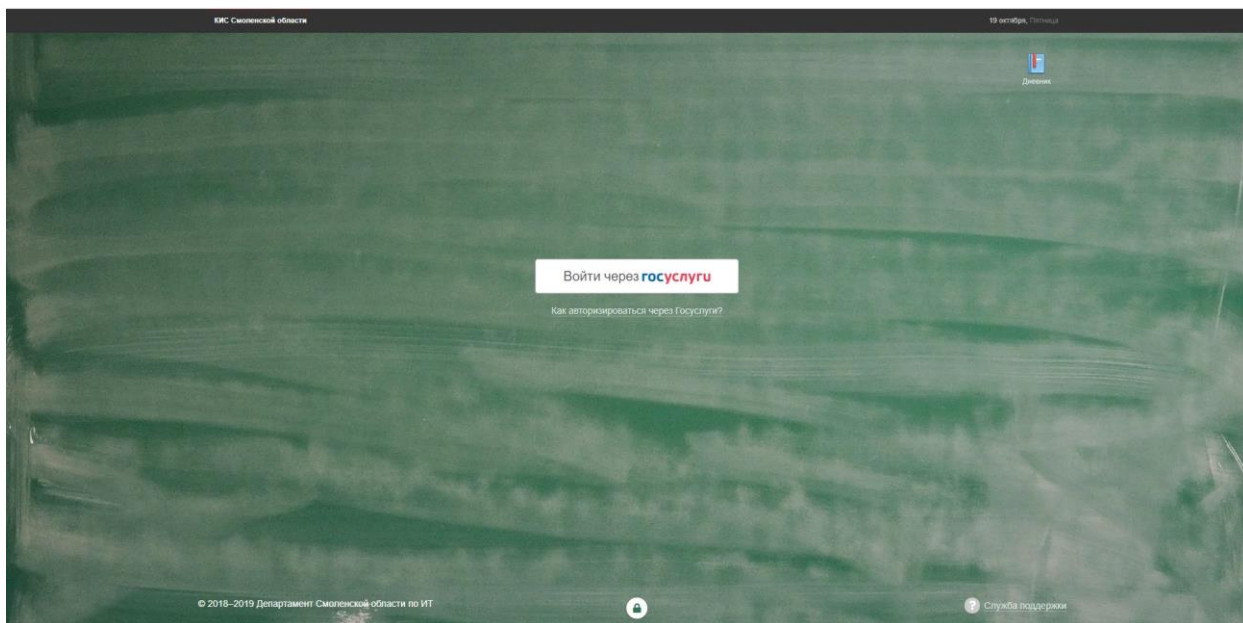 КИС Смоленской области
19 октября, Пятница
Дневник
Войти через госуслуги
Как авторизироваться через Госуслуги?
© 2018–2019 Департамент Смоленской области по ИТ
? Служба поддержки